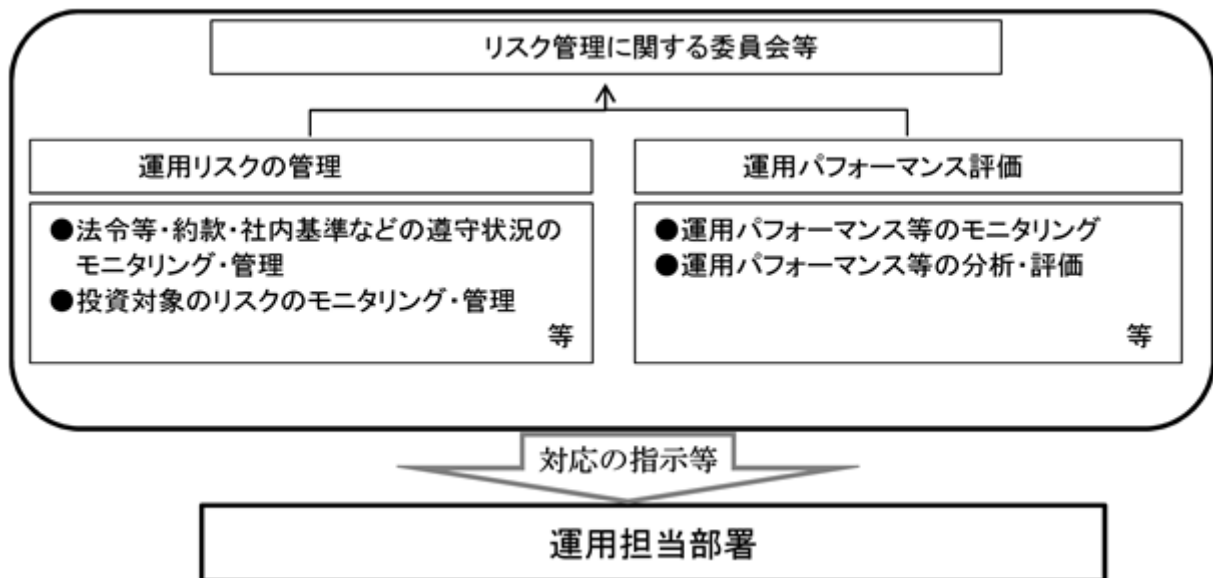 リスク管理に関する委員会等
運用リスクの管理
運用パフォーマンス評価
●法令等・約款・社内基準などの遵守状況の
モニタリング・管理
●投資対象のリスクのモニタリング・管理
等
●運用パフォーマンス等のモニタリング
●運用パフォーマンス等の分析・評価
等
対応の指示等
運用担当部署